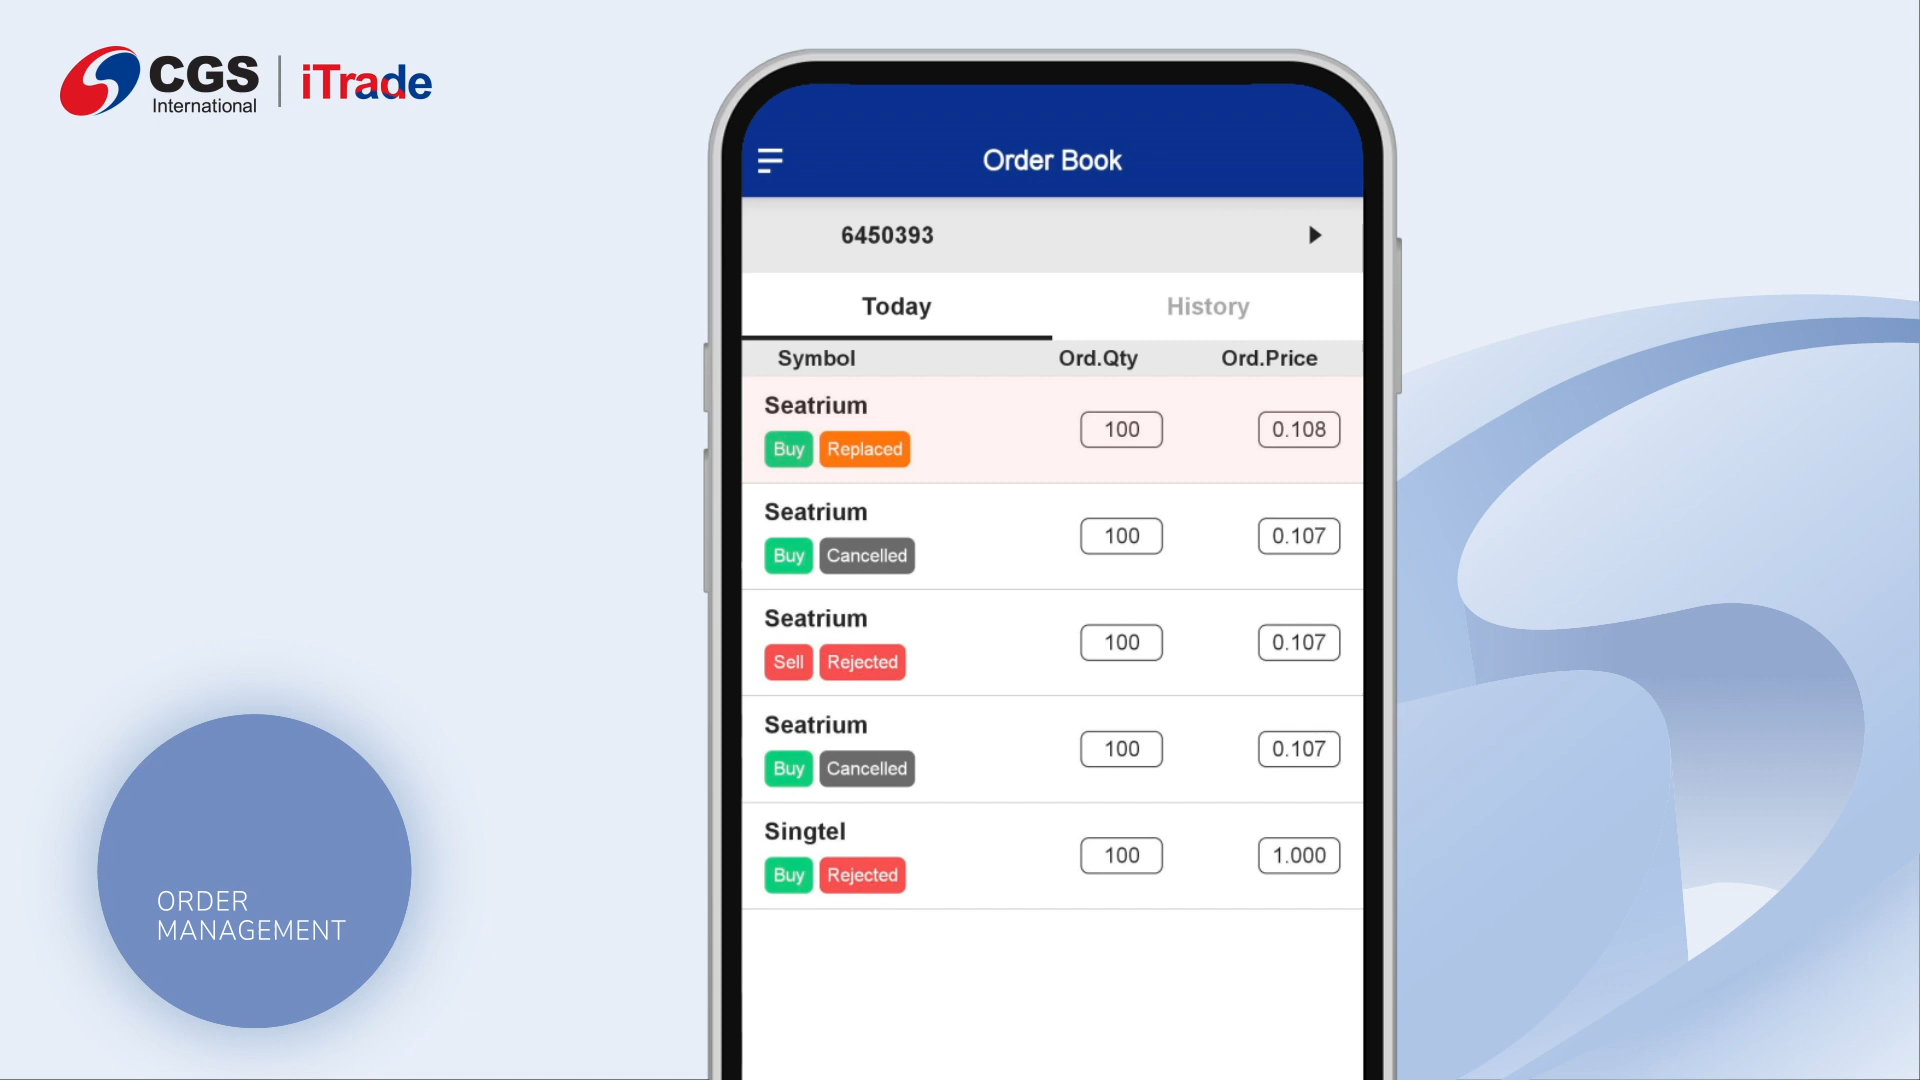 CGS
International
iTrade
Order Book
6450393
Today History
Symbol Ord.Qty Ord.Price
Seatrium
Buy Replaced 100 0.108
Seatrium
Buy Cancelled 100 0.107
Seatrium
Sell Rejected 100 0.107
Seatrium
Buy Cancelled 100 0.107
Singtel
Buy Rejected 100 1.000
ORDER
MANAGEMENT